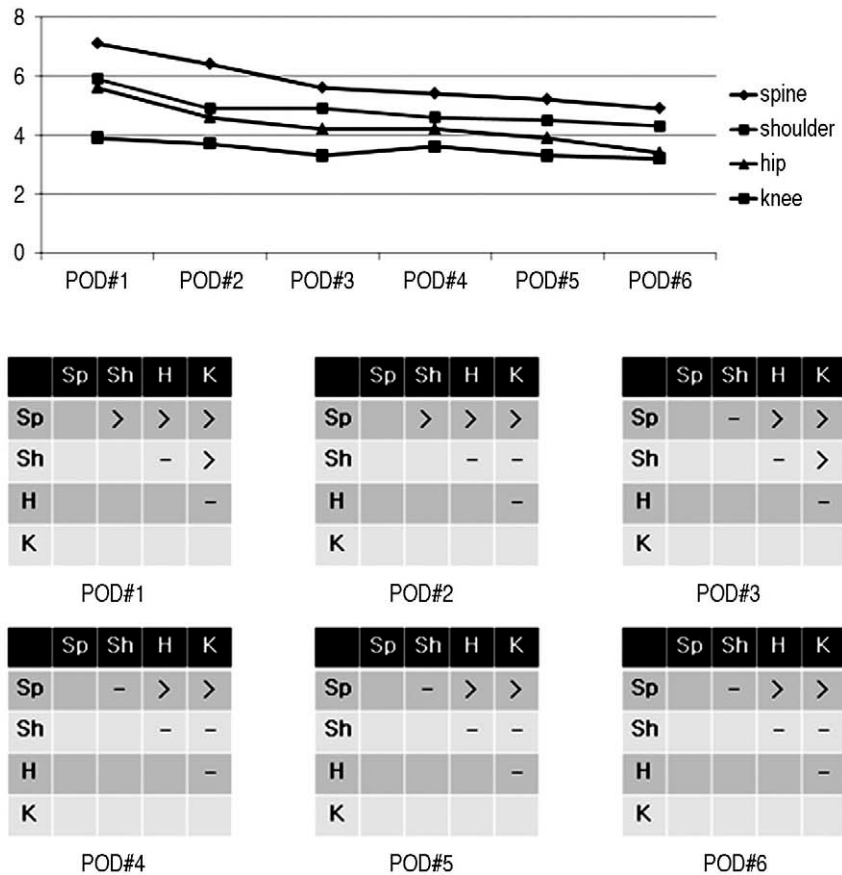 8
6
4
2
0
POD#1 POD#2 POD#3 POD#4 POD#5 POD#6
spine
shoulder
hip
knee
Sp Sh H K
Sp > > >
Sh - >
H -
K
POD#1
Sp Sh H K
Sp > > >
Sh - -
H -
K
POD#2
Sp Sh H K
Sp - > >
Sh - >
H -
K
POD#3
Sp Sh H K
Sp - > >
Sh - -
H -
K
POD#4
Sp Sh H K
Sp - > >
Sh - -
H -
K
POD#5
Sp Sh H K
Sp - > >
Sh - -
H -
K
POD#6